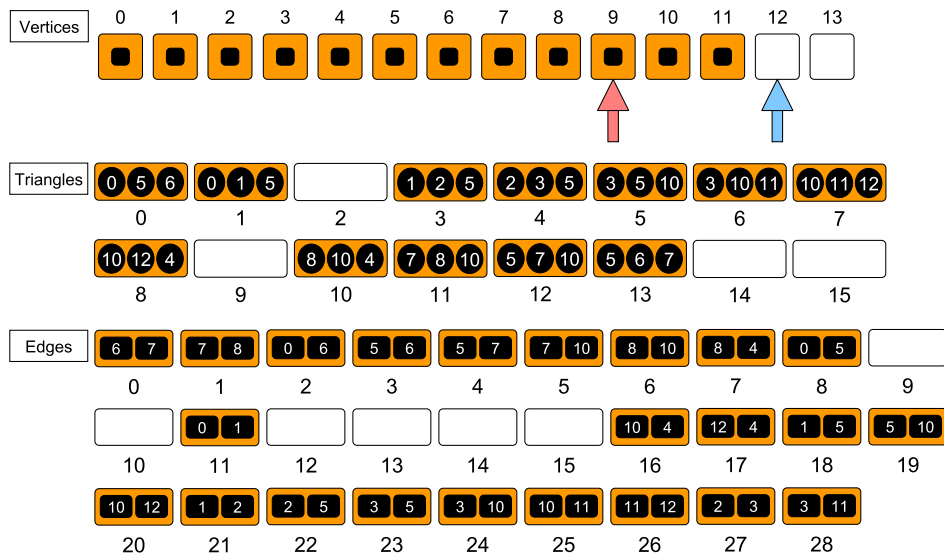 Vertices 0 1 2 3 4 5 6 7 8 9 10 11 12 13
Triangles 0 5 6 0 1 5 1 2 5 2 3 5 3 5 10 3 10 11 10 11 12
0 1 2 3 4 5 6 7
10 12 4 8 10 4 7 8 10 5 7 10 5 6 7
8 9 10 11 12 13 14 15
Edges 6 7 7 8 0 6 5 6 5 7 7 10 8 10 8 4 0 5
0 1 2 3 4 5 6 7 8 9
0 1 10 4 12 4 1 5 5 10
10 11 12 13 14 15 16 17 18 19
10 12 1 2 2 5 3 5 3 10 10 11 11 12 2 3 3 11
20 21 22 23 24 25 26 27 28